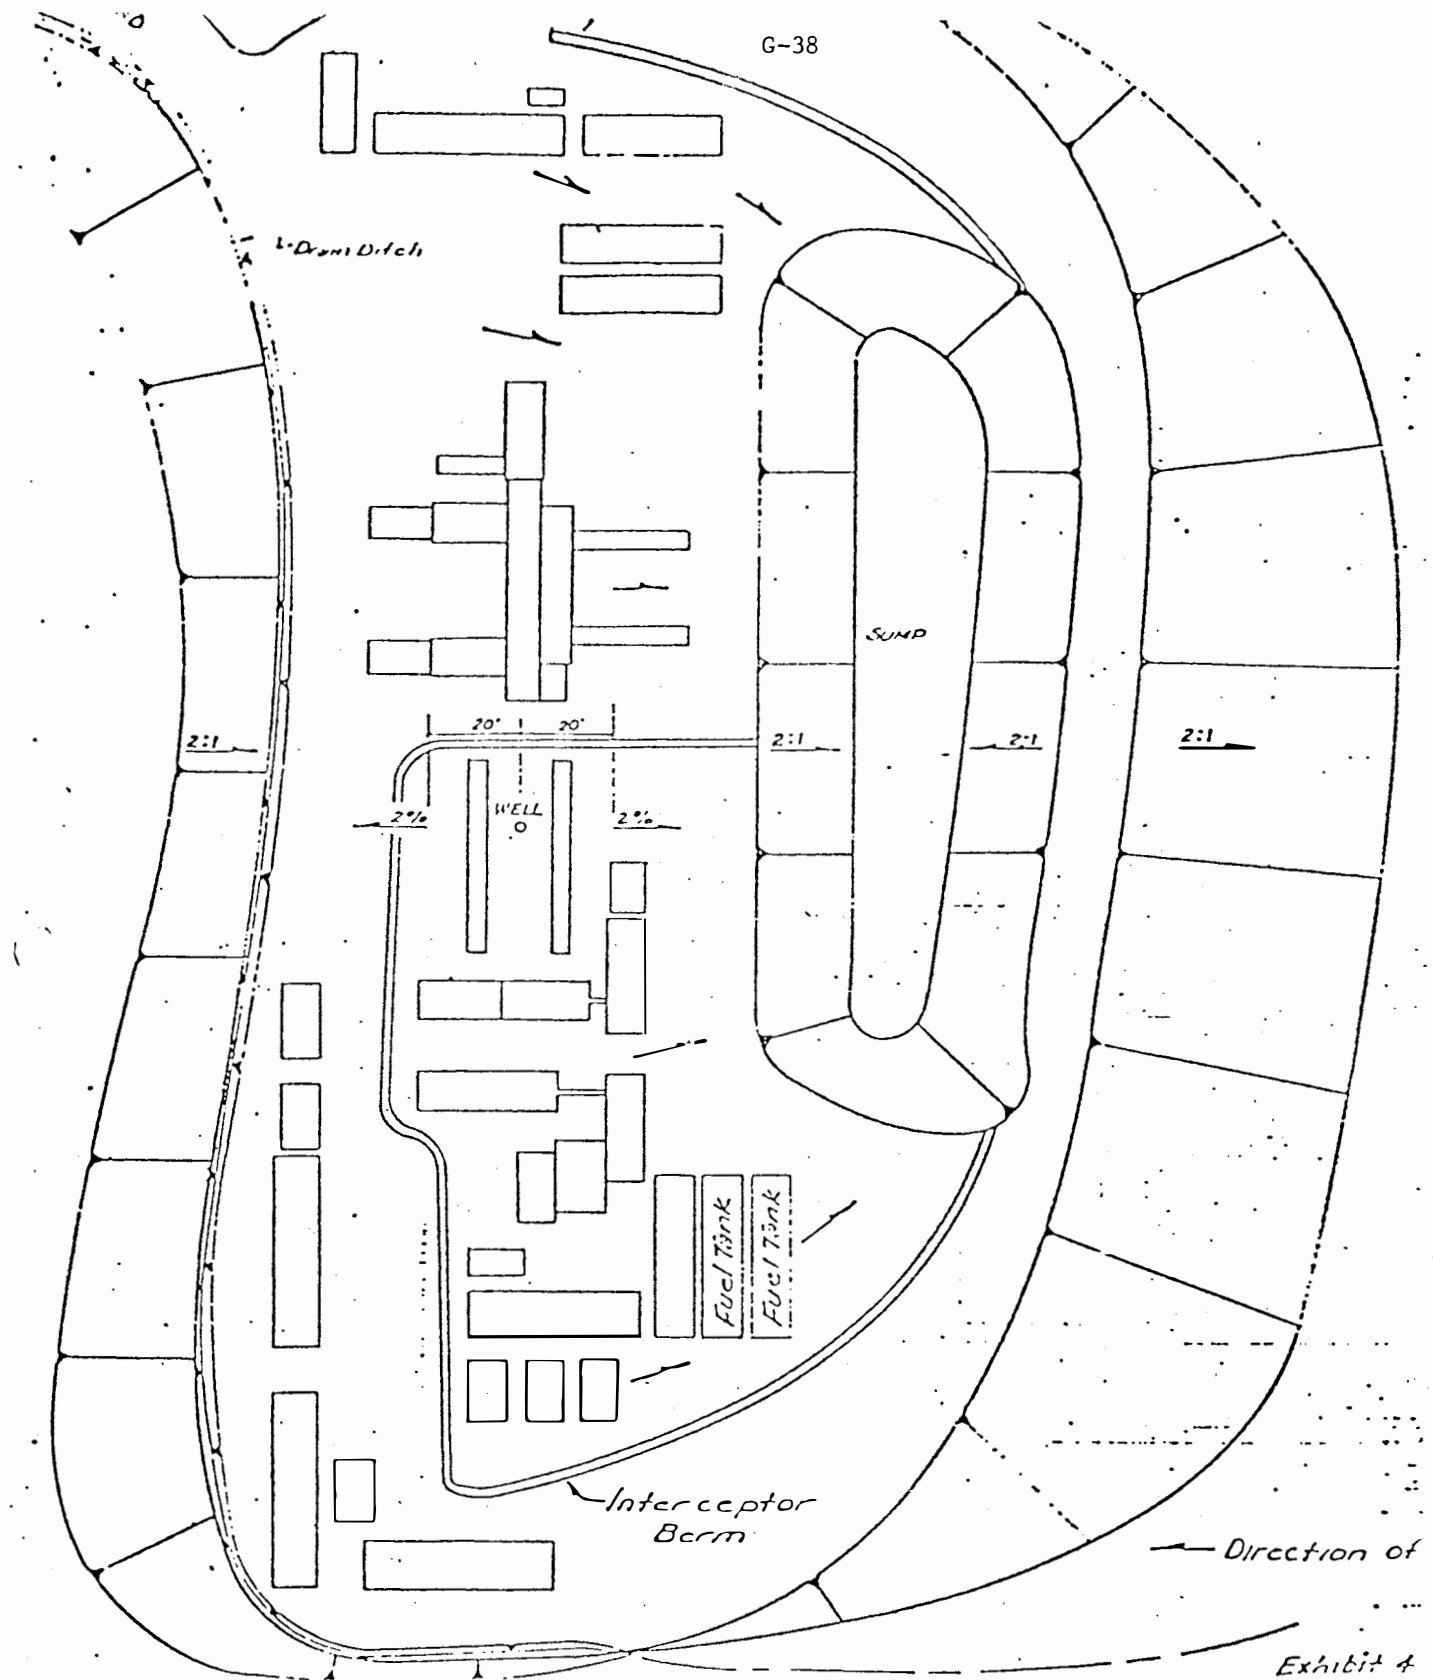 G-38
Drain Ditch
SUMP
20'
20'
2:1
2:1
2:1
2:1
WELL
2%
2%
Fuel Tank
Fuel Tank
Interceptor
Berm
Direction of
Exhibit 4